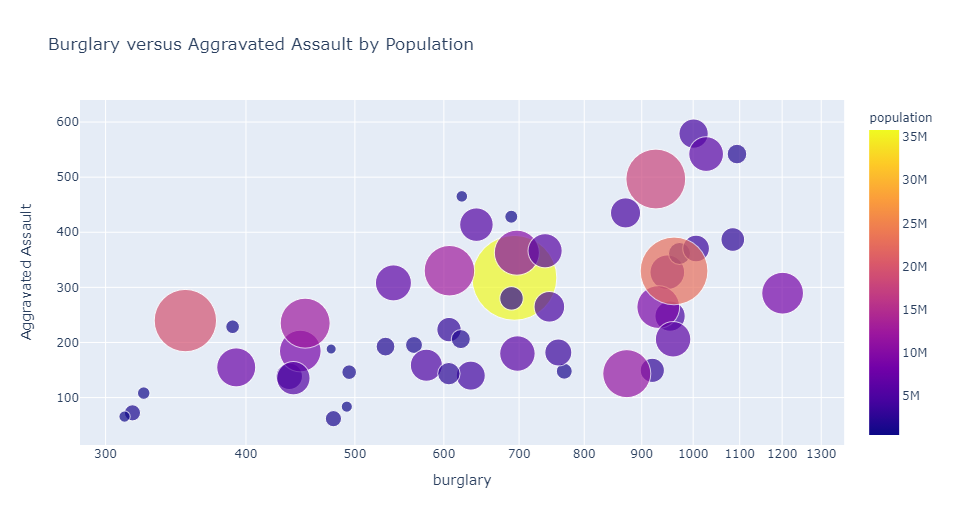 Burglary versus Aggravated Assault by Population
population
35M
30M
25M
20M
15M
10M
5M
Aggravated Assault
600
500
400
300
200
100
300 400 500 600 700 800 900 1000 1100 1200 1300
burglary